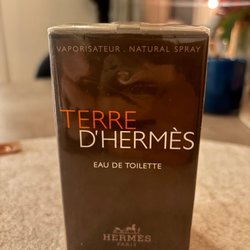 VAPORISATEUR . NATURAL SPRAY
TERRE
D'HERMÈS
EAU DE TOILETTE
HERMÈS
PARIS